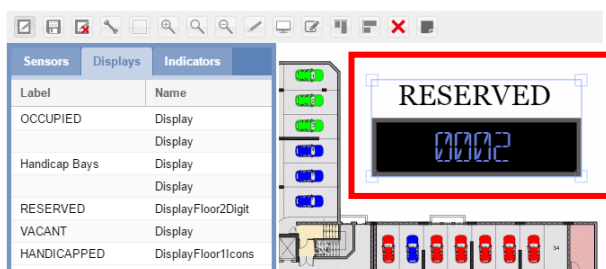 Sensors Displays Indicators
Label Name
OCCUPIED Display
Display
Handicap Bays Display
Display
RESERVED DisplayFloor2Digit
VACANT Display
HANDICAPPED DisplayFloor1Icons
RESERVED
0002
34